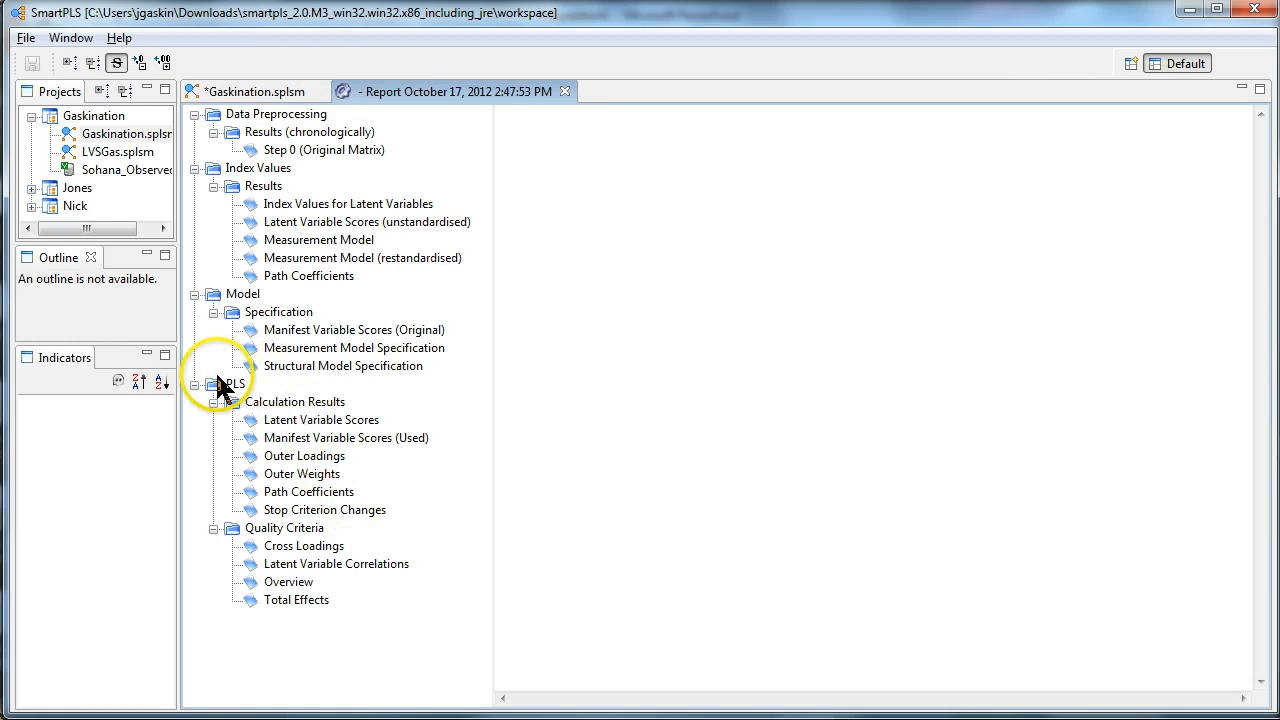 SmartPLS [C:\Users\jgaskin\Downloads\smartpls_2.0.M3_win32.win32.x86_including_jre\workspace]
File Window Help
Default
Projects
Gaskination
Gaskination.splsm
LVSGas.splsm
Sohana_Observed
Jones
Nick
Outline
An outline is not available.
Indicators
*Gaskination.splsm
- Report October 17, 2012 2:47:53 PM
Data Preprocessing
Results (chronologically)
Step 0 (Original Matrix)
Index Values
Results
Index Values for Latent Variables
Latent Variable Scores (unstandardised)
Measurement Model
Measurement Model (restandardised)
Path Coefficients
Model
Specification
Manifest Variable Scores (Original)
Measurement Model Specification
Structural Model Specification
PLS
Calculation Results
Latent Variable Scores
Manifest Variable Scores (Used)
Outer Loadings
Outer Weights
Path Coefficients
Stop Criterion Changes
Quality Criteria
Cross Loadings
Latent Variable Correlations
Overview
Total Effects